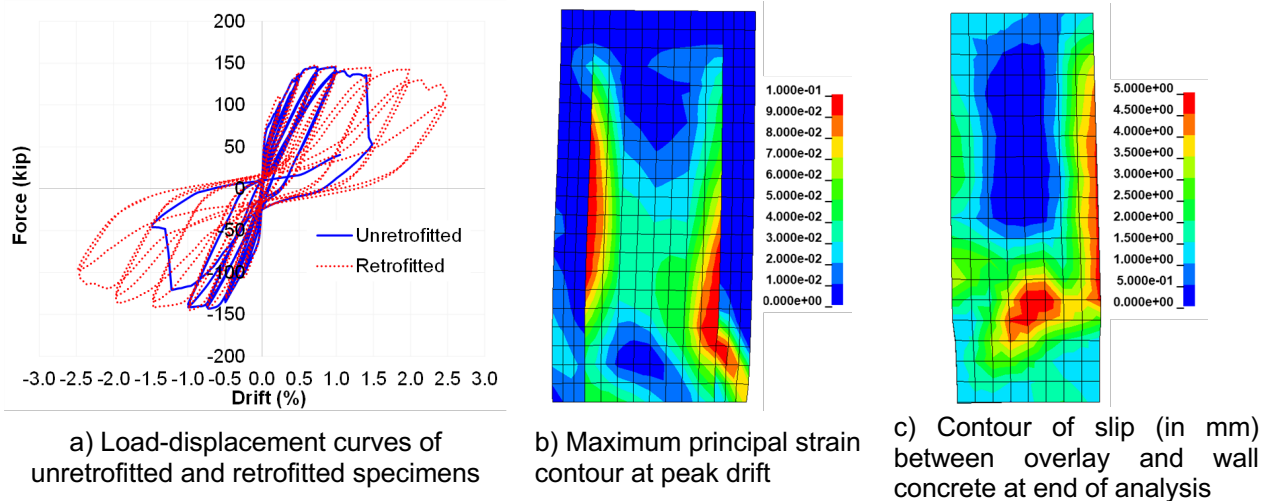 200
150
100
50
0
-50
-100
-150
-200
Force (kip)
-3.0 -2.5 -2.0 -1.5 -1.0 -0.5 0.0 0.5 1.0 1.5 2.0 2.5 3.0
Drift (%)
Unretrofitted
Retrofitted
a) Load-displacement curves of
unretrofitted and retrofitted specimens
1.000e-01
9.000e-02
8.000e-02
7.000e-02
6.000e-02
5.000e-02
4.000e-02
3.000e-02
2.000e-02
1.000e-02
0.000e+00
b) Maximum principal strain
contour at peak drift
5.000e+00
4.500e+00
4.000e+00
3.500e+00
3.000e+00
2.500e+00
2.000e+00
1.500e+00
1.000e+00
5.000e-01
0.000e+00
c) Contour of slip (in mm)
between overlay and wall
concrete at end of analysis